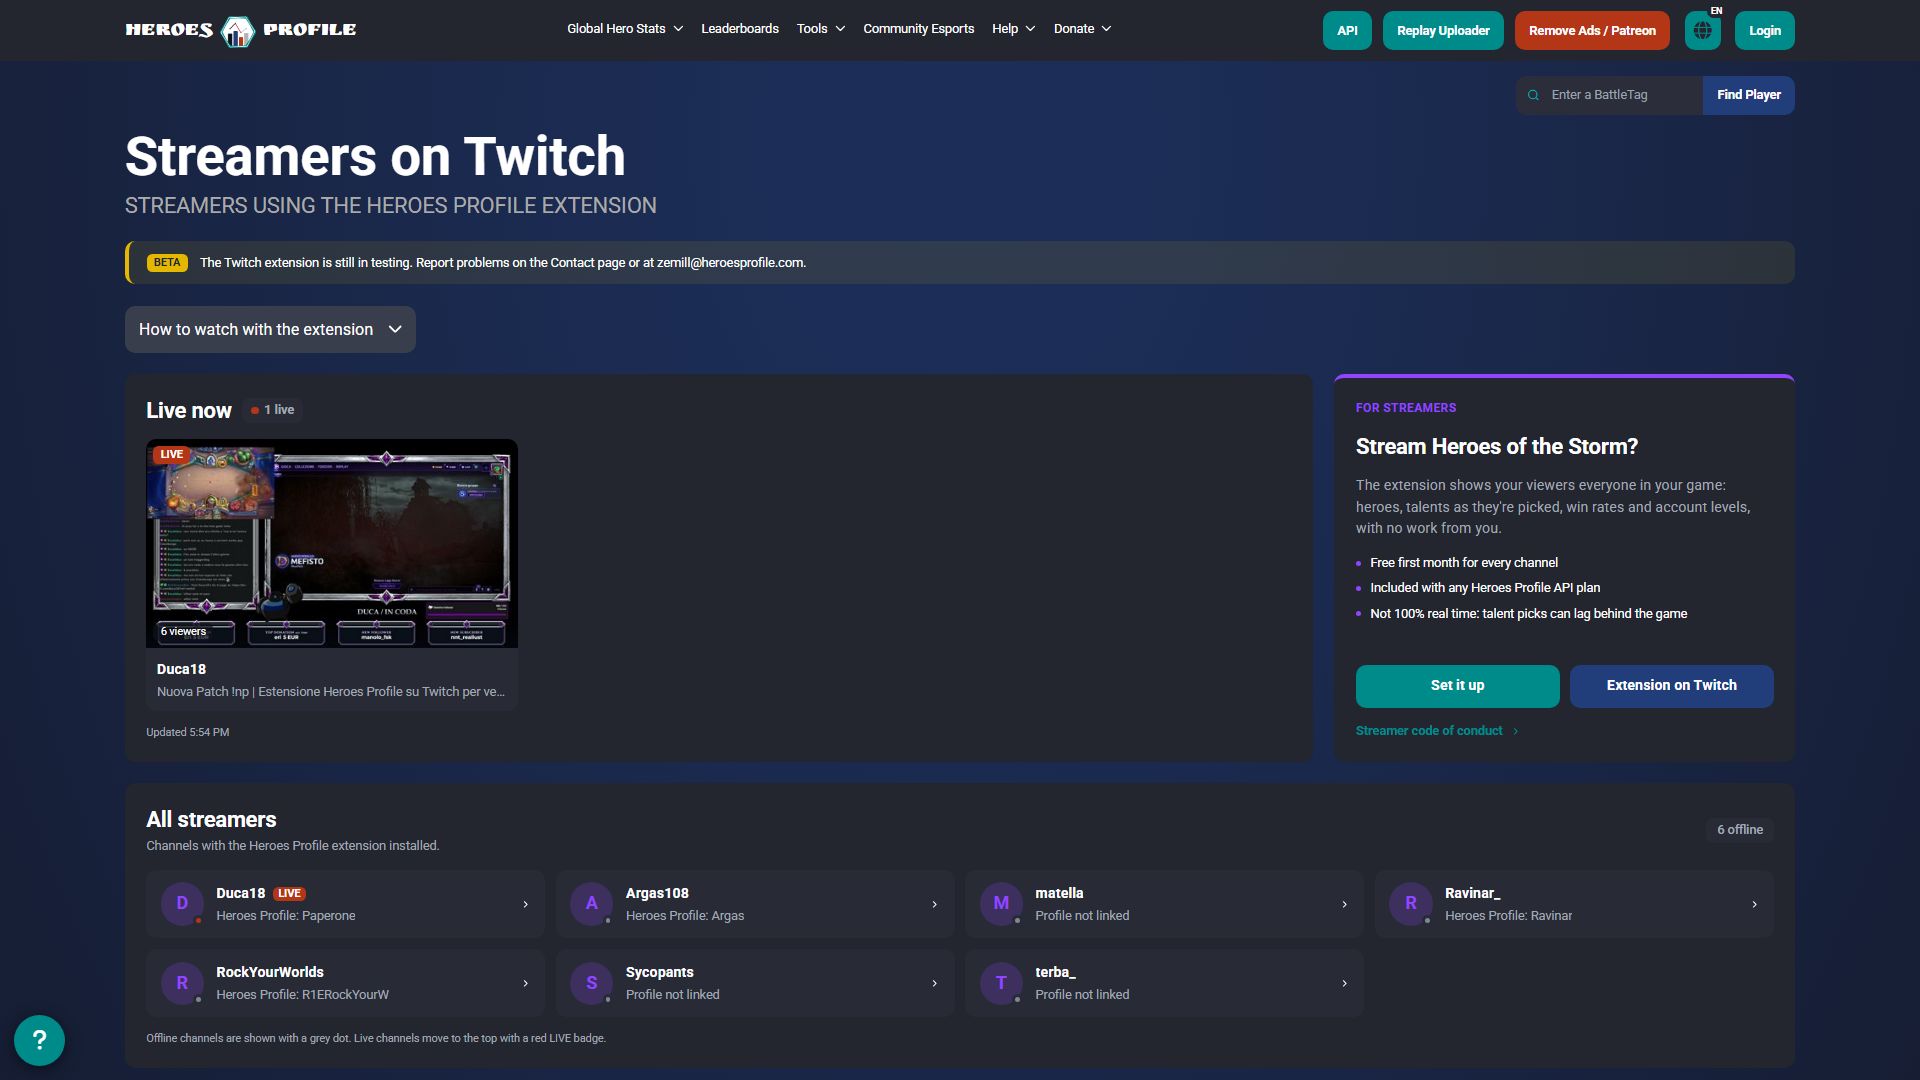 HEROES PROFILE
Global Hero Stats
Leaderboards
Tools
Community Esports
Help
Donate
API
Replay Uploader
Remove Ads / Patreon
EN
Login
Enter a BattleTag
Find Player
Streamers on Twitch
STREAMERS USING THE HEROES PROFILE EXTENSION
BETA
The Twitch extension is still in testing. Report problems on the Contact page or at zemill@heroesprofile.com.
How to watch with the extension
Live now
1 live
LIVE
MEFISTO
DUCA / IN CODA
6 viewers
Duca18
Nuova Patch !np | Estensione Heroes Profile su Twitch per ve...
Updated 5:54 PM
FOR STREAMERS
Stream Heroes of the Storm?
The extension shows your viewers everyone in your game:
heroes, talents as they're picked, win rates and account levels,
with no work from you.
Free first month for every channel
Included with any Heroes Profile API plan
Not 100% real time: talent picks can lag behind the game
Set it up
Extension on Twitch
Streamer code of conduct
All streamers
Channels with the Heroes Profile extension installed.
6 offline
D
Duca18 LIVE
Heroes Profile: Paperone
A
Argas108
Heroes Profile: Argas
M
matella
Profile not linked
R
Ravinar_
Heroes Profile: Ravinar
R
RockYourWorlds
Heroes Profile: R1ERockYourW
S
Sycopants
Profile not linked
T
terba_
Profile not linked
Offline channels are shown with a grey dot. Live channels move to the top with a red LIVE badge.
?